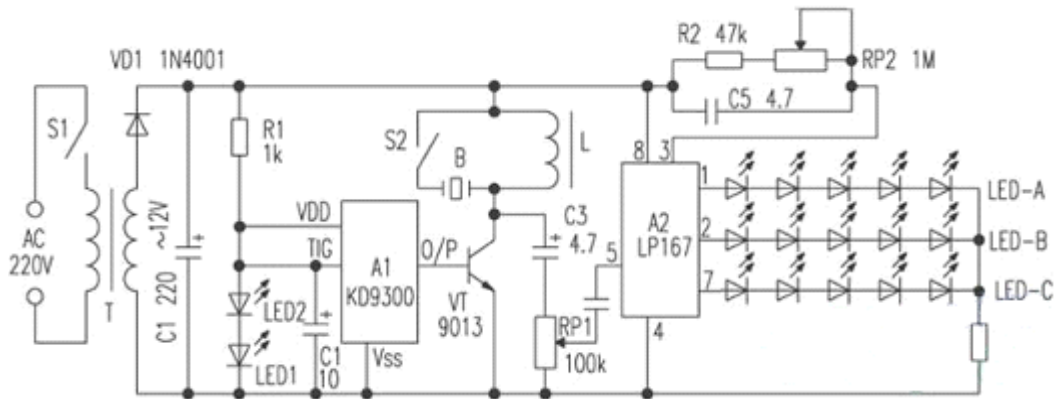 VD1 1N4001
S1
AC
220V
T
~12V
C1 220
+
R1
1k
VDD
TIG
LED2
LED1
+
C1
10
A1
KD9300
Vss
O/P
VT
9013
S2
B
L
C3
4.7
+
RP1
100k
R2 47k
RP2 1M
C5 4.7
8
3
5
A2
LP167
4
1
2
7
LED-A
LED-B
LED-C